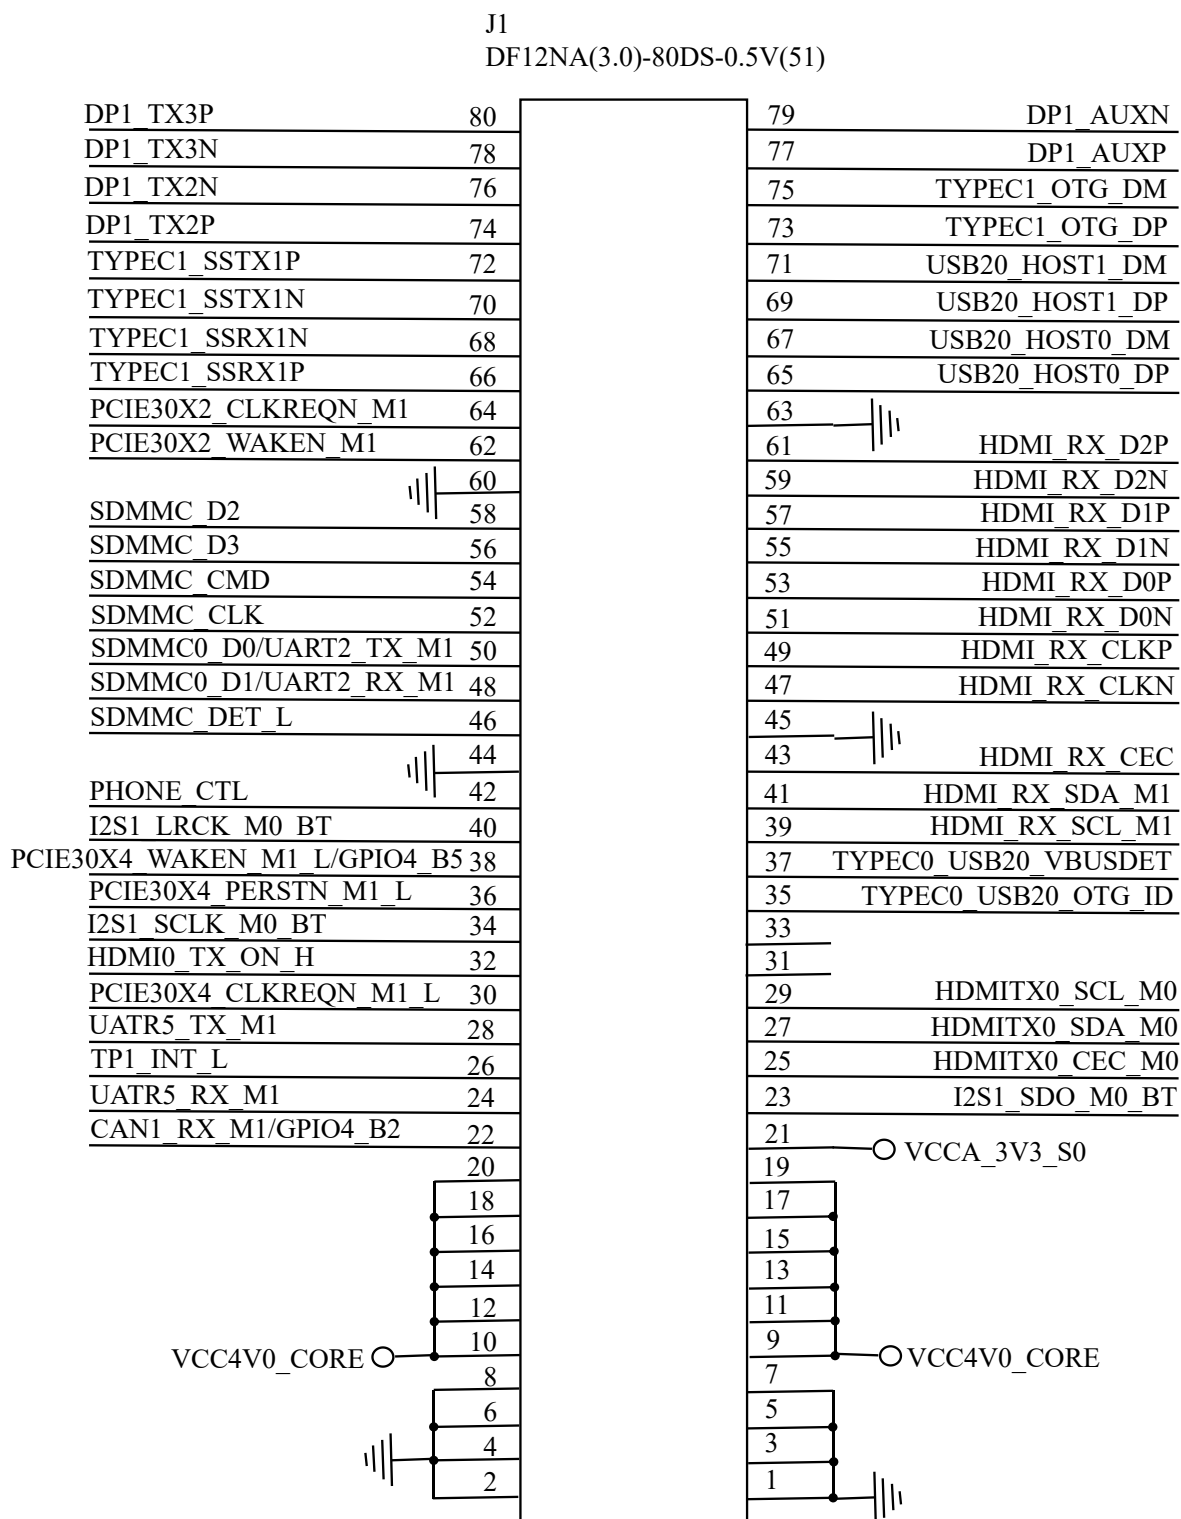 J1
DF12NA(3.0)-80DS-0.5V(51)
DP1_TX3P 80 79 DP1_AUXN
DP1_TX3N 78 77 DP1_AUXP
DP1_TX2N 76 75 TYPEC1_OTG_DM
DP1_TX2P 74 73 TYPEC1_OTG_DP
TYPEC1_SSTX1P 72 71 USB20_HOST1_DM
TYPEC1_SSTX1N 70 69 USB20_HOST1_DP
TYPEC1_SSRX1N 68 67 USB20_HOST0_DM
TYPEC1_SSRX1P 66 65 USB20_HOST0_DP
PCIE30X2_CLKREQN_M1 64 63
PCIE30X2_WAKEN_M1 62 61 HDMI_RX_D2P
60 59 HDMI_RX_D2N
SDMMC_D2 58 57 HDMI_RX_D1P
SDMMC_D3 56 55 HDMI_RX_D1N
SDMMC_CMD 54 53 HDMI_RX_D0P
SDMMC_CLK 52 51 HDMI_RX_D0N
SDMMC0_D0/UART2_TX_M1 50 49 HDMI_RX_CLKP
SDMMC0_D1/UART2_RX_M1 48 47 HDMI_RX_CLKN
SDMMC_DET_L 46 45
44 43 HDMI_RX_CEC
PHONE_CTL 42 41 HDMI_RX_SDA_M1
I2S1_LRCK_M0_BT 40 39 HDMI_RX_SCL_M1
PCIE30X4_WAKEN_M1_L/GPIO4_B5 38 37 TYPEC0_USB20_VBUSDET
PCIE30X4_PERSTN_M1_L 36 35 TYPEC0_USB20_OTG_ID
I2S1_SCLK_M0_BT 34 33
HDMI0_TX_ON_H 32 31
PCIE30X4_CLKREQN_M1_L 30 29 HDMITX0_SCL_M0
UATR5_TX_M1 28 27 HDMITX0_SDA_M0
TP1_INT_L 26 25 HDMITX0_CEC_M0
UATR5_RX_M1 24 23 I2S1_SDO_M0_BT
CAN1_RX_M1/GPIO4_B2 22 21 VCCA_3V3_S0
20 19
18 17
16 15
14 13
12 11
VCC4V0_CORE 10 9 VCC4V0_CORE
8 7
6 5
4 3
2 1